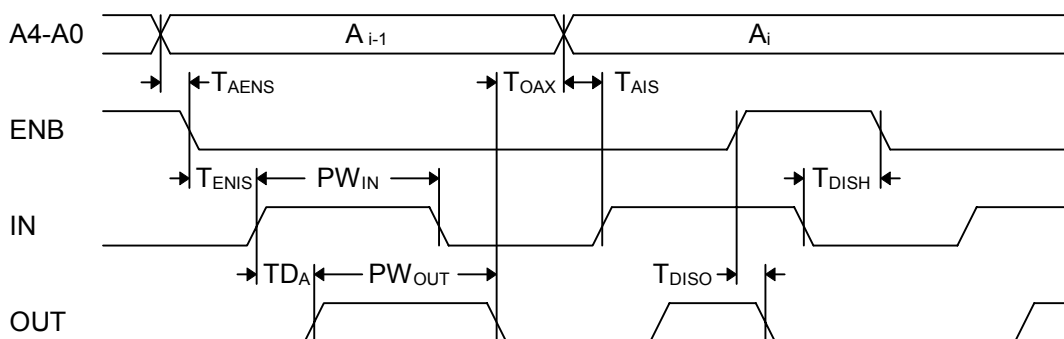 A4-A0 A i-1 Ai
TAENS TOAX TAIS
ENB
TENIS PWIN TDISH
IN
TDA PWOUT TDISO
OUT